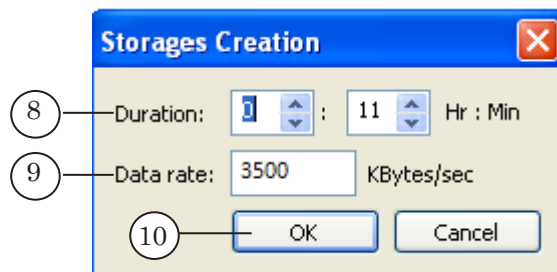 Storages Creation
8 Duration: 0 : 11 Hr : Min
9 Data rate: 3500 KBytes/sec
10 OK Cancel